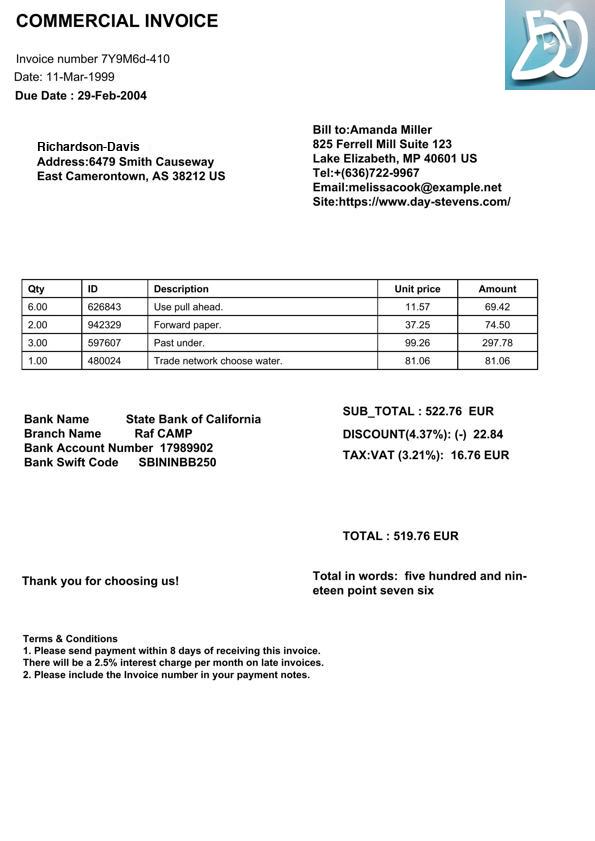 COMMERCIAL INVOICE
Invoice number 7Y9M6d-410
Date: 11-Mar-1999
Due Date : 29-Feb-2004
Richardson-Davis
Address:6479 Smith Causeway
East Camerontown, AS 38212 US
Bill to:Amanda Miller
825 Ferrell Mill Suite 123
Lake Elizabeth, MP 40601 US
Tel:+(636)722-9967
Email:melissacook@example.net
Site:https://www.day-stevens.com/
Qty ID Description Unit price Amount
6.00 626843 Use pull ahead. 11.57 69.42
2.00 942329 Forward paper. 37.25 74.50
3.00 597607 Past under. 99.26 297.78
1.00 480024 Trade network choose water. 81.06 81.06
Bank Name State Bank of California
Branch Name Raf CAMP
Bank Account Number 17989902
Bank Swift Code SBININBB250
SUB_TOTAL : 522.76 EUR
DISCOUNT(4.37%): (-) 22.84
TAX:VAT (3.21%): 16.76 EUR
TOTAL : 519.76 EUR
Thank you for choosing us!
Total in words: five hundred and nin-
eteen point seven six
Terms & Conditions
1. Please send payment within 8 days of receiving this invoice.
There will be a 2.5% interest charge per month on late invoices.
2. Please include the Invoice number in your payment notes.